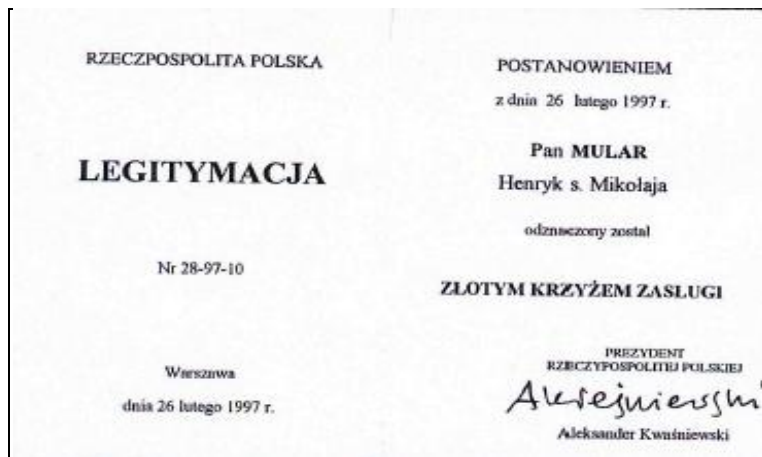 RZECZPOSPOLITA POLSKA
LEGITYMACJA
Nr 28-97-10
Warszawa
dnia 26 lutego 1997 r.
POSTANOWIENIEM
z dnia 26 lutego 1997 r.
Pan MULAR
Henryk s. Mikołaja
odznaczony został
ZŁOTYM KRZYŻEM ZASŁUGI
PREZYDENT
RZECZYPOSPOLITEJ POLSKIEJ
AKwaśniewski
Aleksander Kwaśniewski